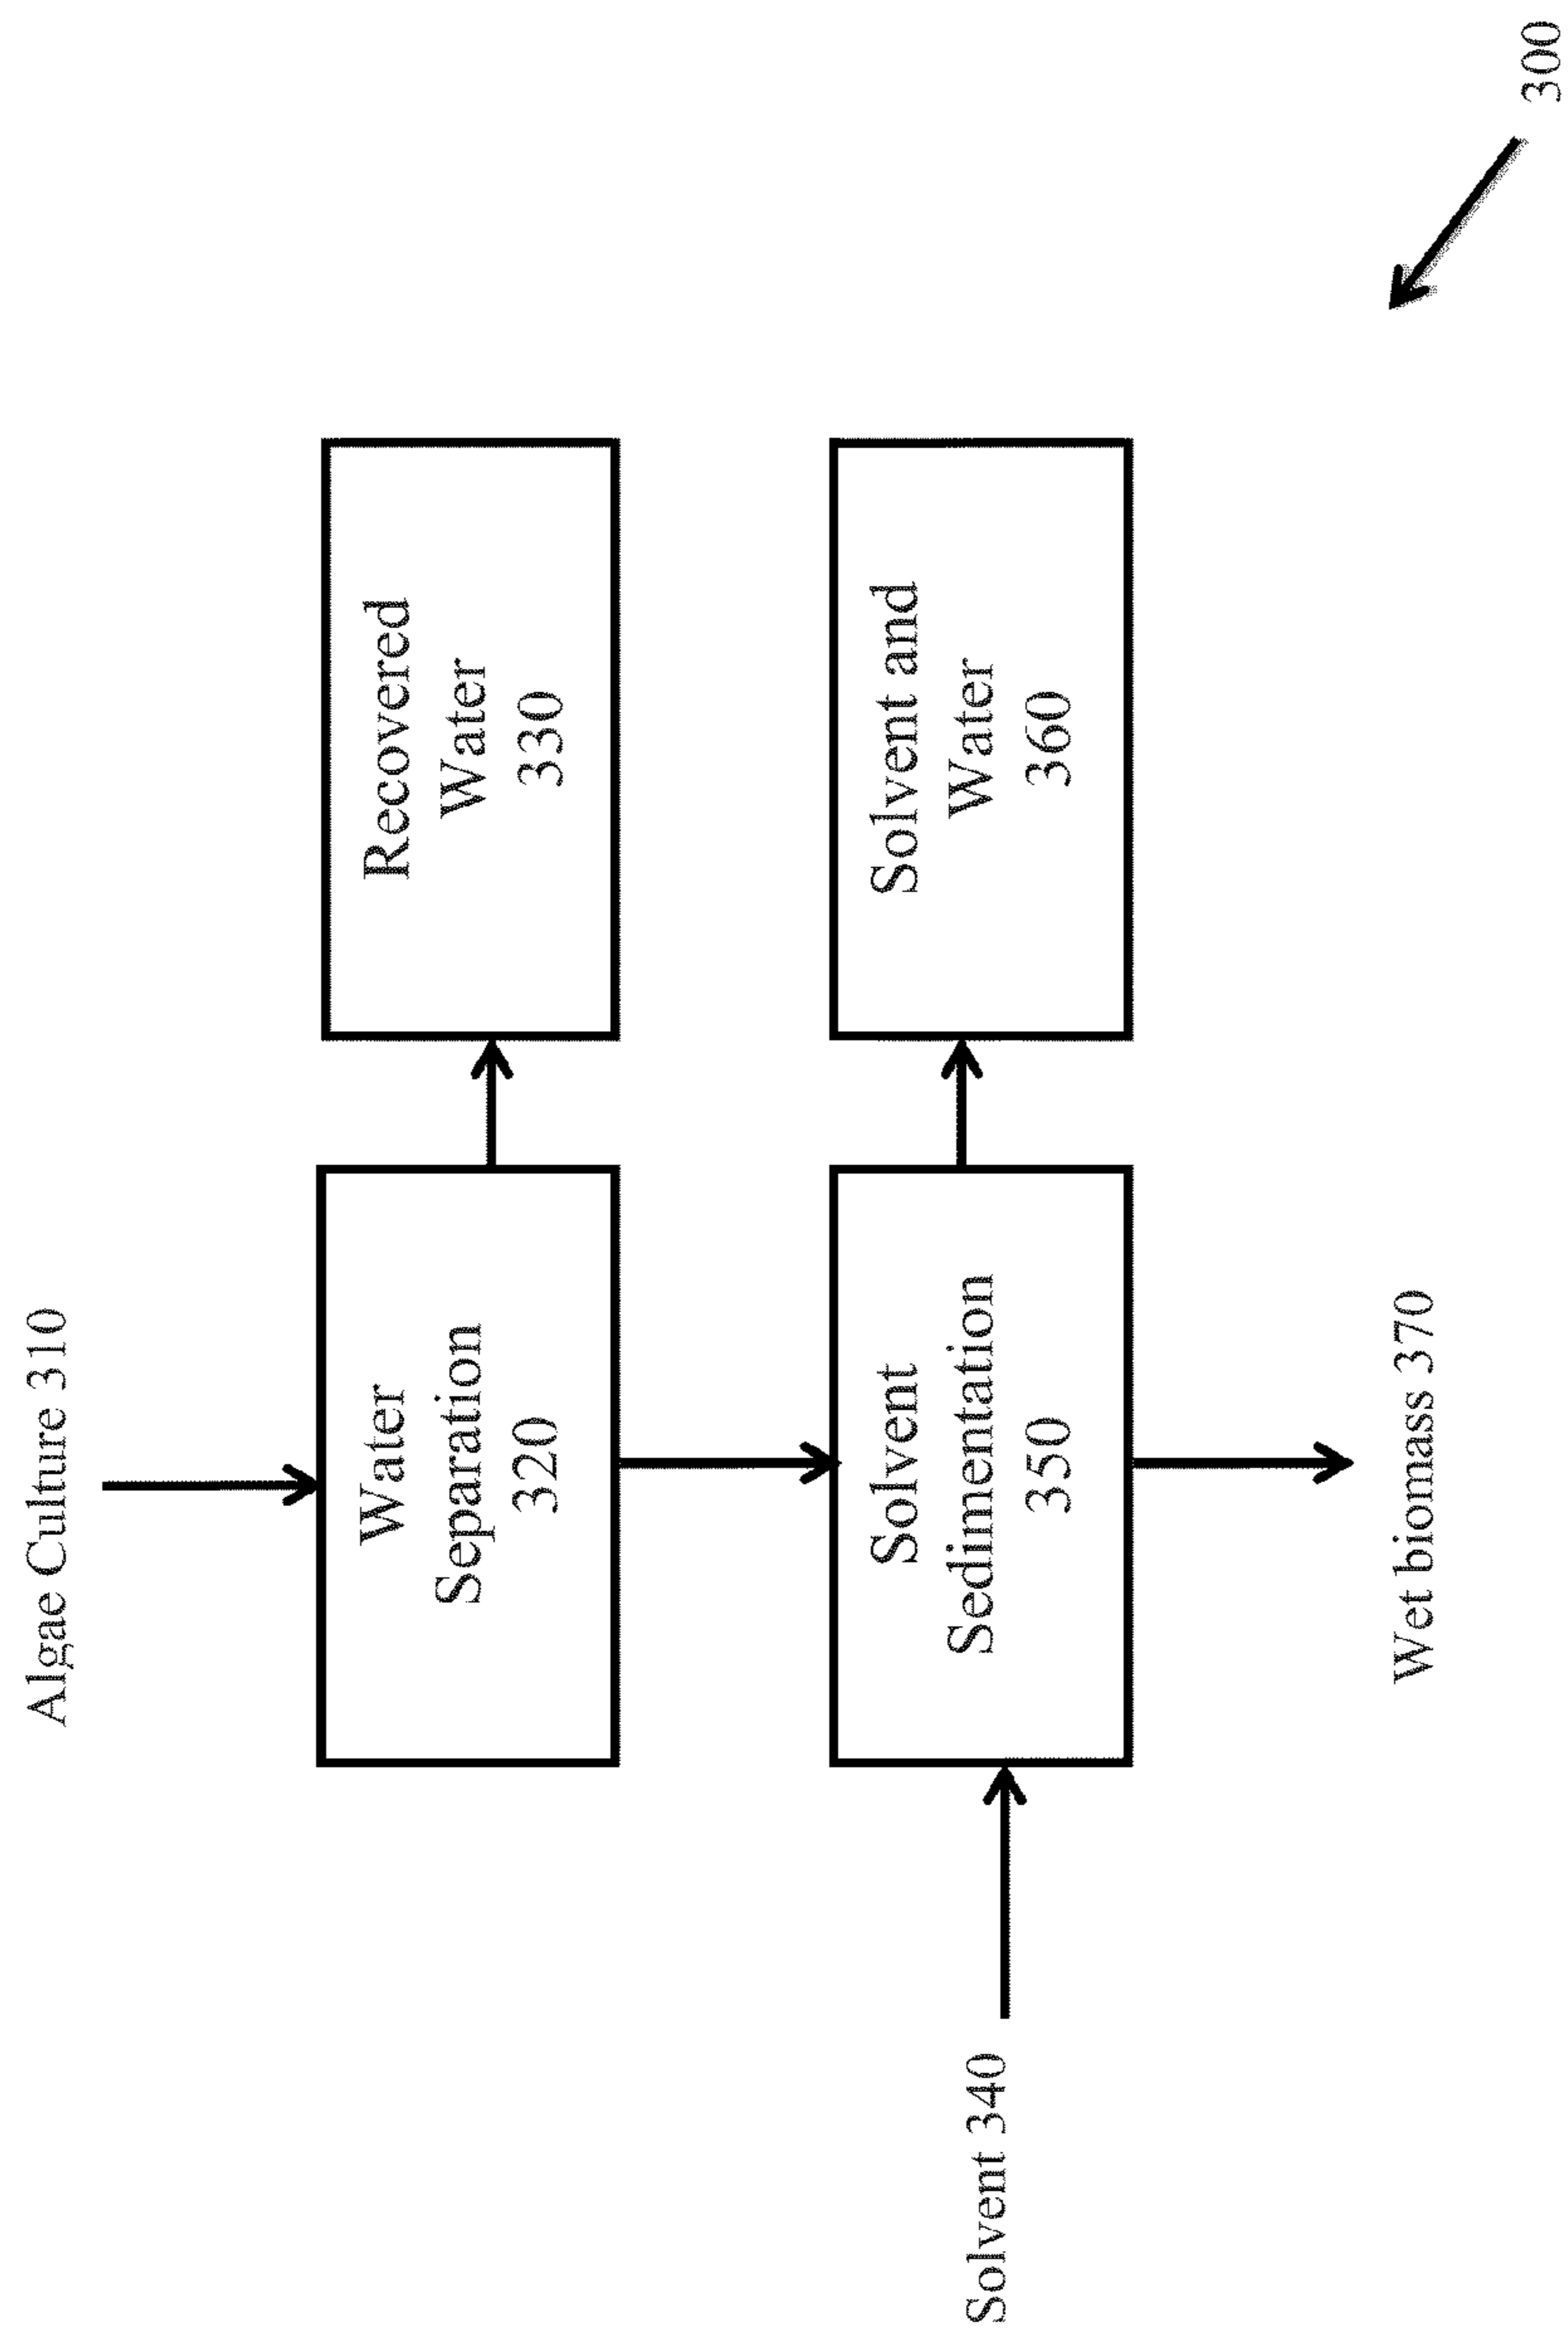 Algae Culture 310
Water
Separation
320
Recovered
Water
330
Solvent 340
Solvent
Sedimentation
350
Solvent and
Water
360
Wet biomass 370
300